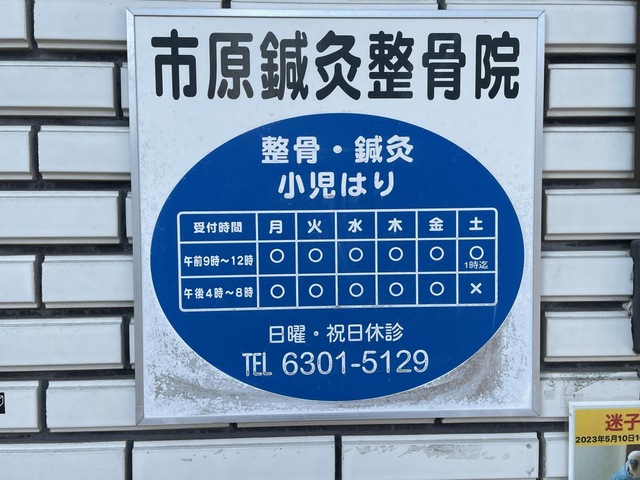 市原鍼灸整骨院
整骨・鍼灸
小児はり
受付時間 月 火 水 木 金 土
午前9時～12時 ○ ○ ○ ○ ○ ○ 1時迄
午後4時～8時 ○ ○ ○ ○ ○ ×
日曜・祝日休診
TEL 6301-5129
迷子
2023年5月10日